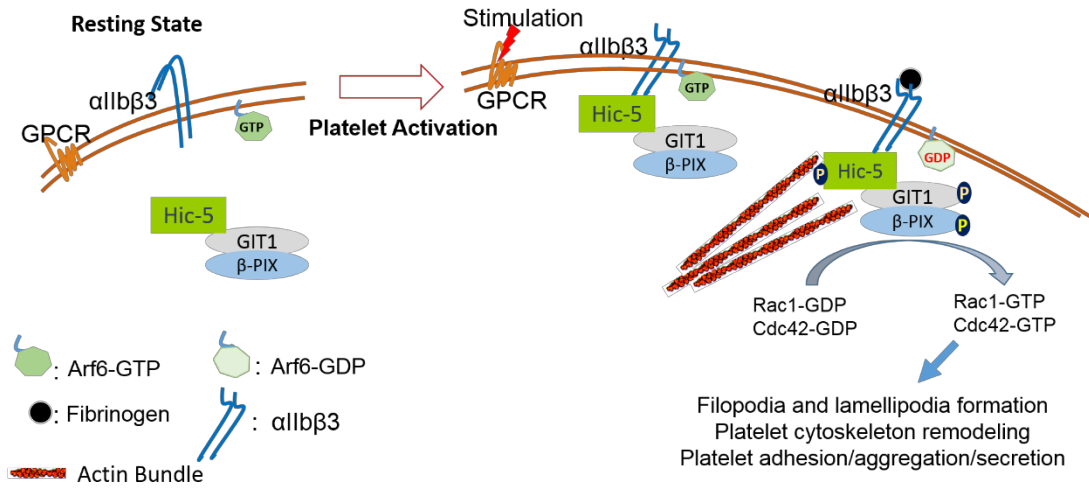 Resting State
αIIbβ3
GPCR
GTP
Hic-5
GIT1
β-PIX
Platelet Activation
Stimulation
GPCR
αIIbβ3
GTP
Hic-5
GIT1
β-PIX
αIIbβ3
GDP
P
Hic-5
GIT1
P
β-PIX
P
Rac1-GDP
Cdc42-GDP
Rac1-GTP
Cdc42-GTP
Filopodia and lamellipodia formation
Platelet cytoskeleton remodeling
Platelet adhesion/aggregation/secretion
: Arf6-GTP
: Arf6-GDP
: Fibrinogen
: αIIbβ3
Actin Bundle